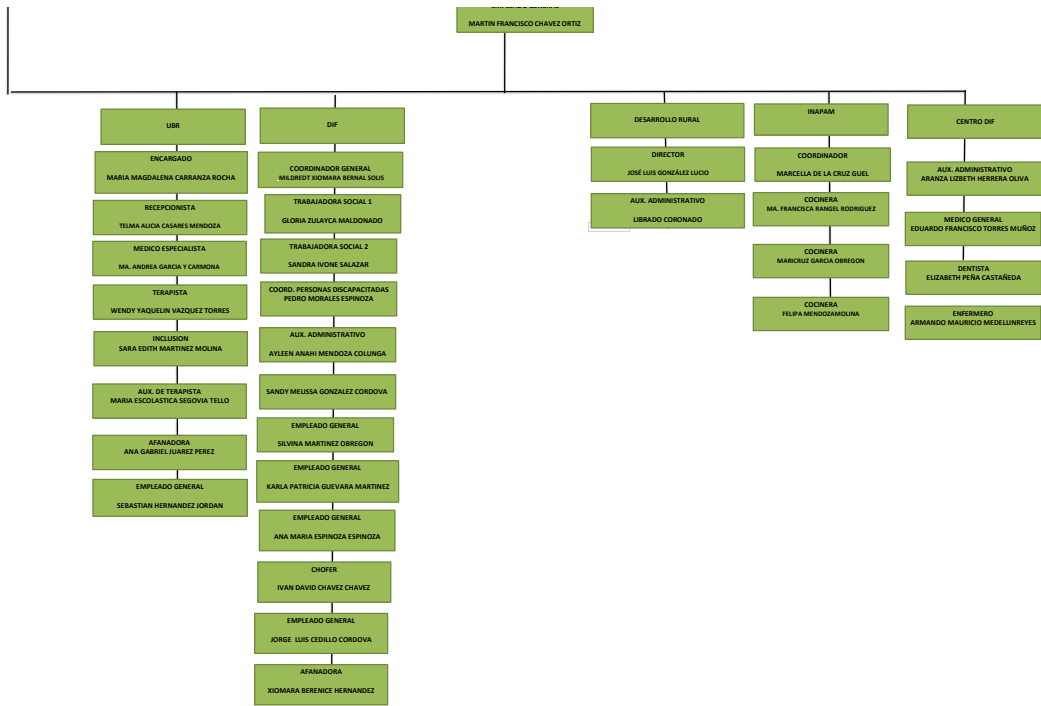 EMPLEADO GENERAL
MARTIN FRANCISCO CHAVEZ ORTIZ
UBR
ENCARGADO
MARIA MAGDALENA CARRANZA ROCHA
RECEPCIONISTA
TELMA ALICIA CASARES MENDOZA
MEDICO ESPECIALISTA
MA. ANDREA GARCIA Y CARMONA
TERAPISTA
WENDY YAQUELIN VAZQUEZ TORRES
INCLUSION
SARA EDITH MARTINEZ MOLINA
AUX. DE TERAPISTA
MARIA ESCOLASTICA SEGOVIA TELLO
AFANADORA
ANA GABRIEL JUAREZ PEREZ
EMPLEADO GENERAL
SEBASTIAN HERNANDEZ JORDAN
DIF
COORDINADOR GENERAL
MILDREDT XIOMARA BERNAL SOLIS
TRABAJADORA SOCIAL 1
GLORIA ZULAYCA MALDONADO
TRABAJADORA SOCIAL 2
SANDRA IVONE SALAZAR
COORD. PERSONAS DISCAPACITADAS
PEDRO MORALES ESPINOZA
AUX. ADMINISTRATIVO
AYLEEN ANAHI MENDOZA COLUNGA
SANDY MELISSA GONZALEZ CORDOVA
EMPLEADO GENERAL
SILVINA MARTINEZ OBREGON
EMPLEADO GENERAL
KARLA PATRICIA GUEVARA MARTINEZ
EMPLEADO GENERAL
ANA MARIA ESPINOZA ESPINOZA
CHOFER
IVAN DAVID CHAVEZ CHAVEZ
EMPLEADO GENERAL
JORGE LUIS CEDILLO CORDOVA
AFANADORA
XIOMARA BERENICE HERNANDEZ
DESARROLLO RURAL
DIRECTOR
JOSÉ LUIS GONZÁLEZ LUCIO
AUX. ADMINISTRATIVO
LIBRADO CORONADO
INAPAM
COORDINADOR
MARCELLA DE LA CRUZ GUEL
COCINERA
MA. FRANCISCA RANGEL RODRIGUEZ
COCINERA
MARICRUZ GARCIA OBREGON
COCINERA
FELIPA MENDOZAMOLINA
CENTRO DIF
AUX. ADMINISTRATIVO
ARANZA LIZBETH HERRERA OLIVA
MEDICO GENERAL
EDUARDO FRANCISCO TORRES MUÑOZ
DENTISTA
ELIZABETH PEÑA CASTAÑEDA
ENFERMERO
ARMANDO MAURICIO MEDELLINREYES